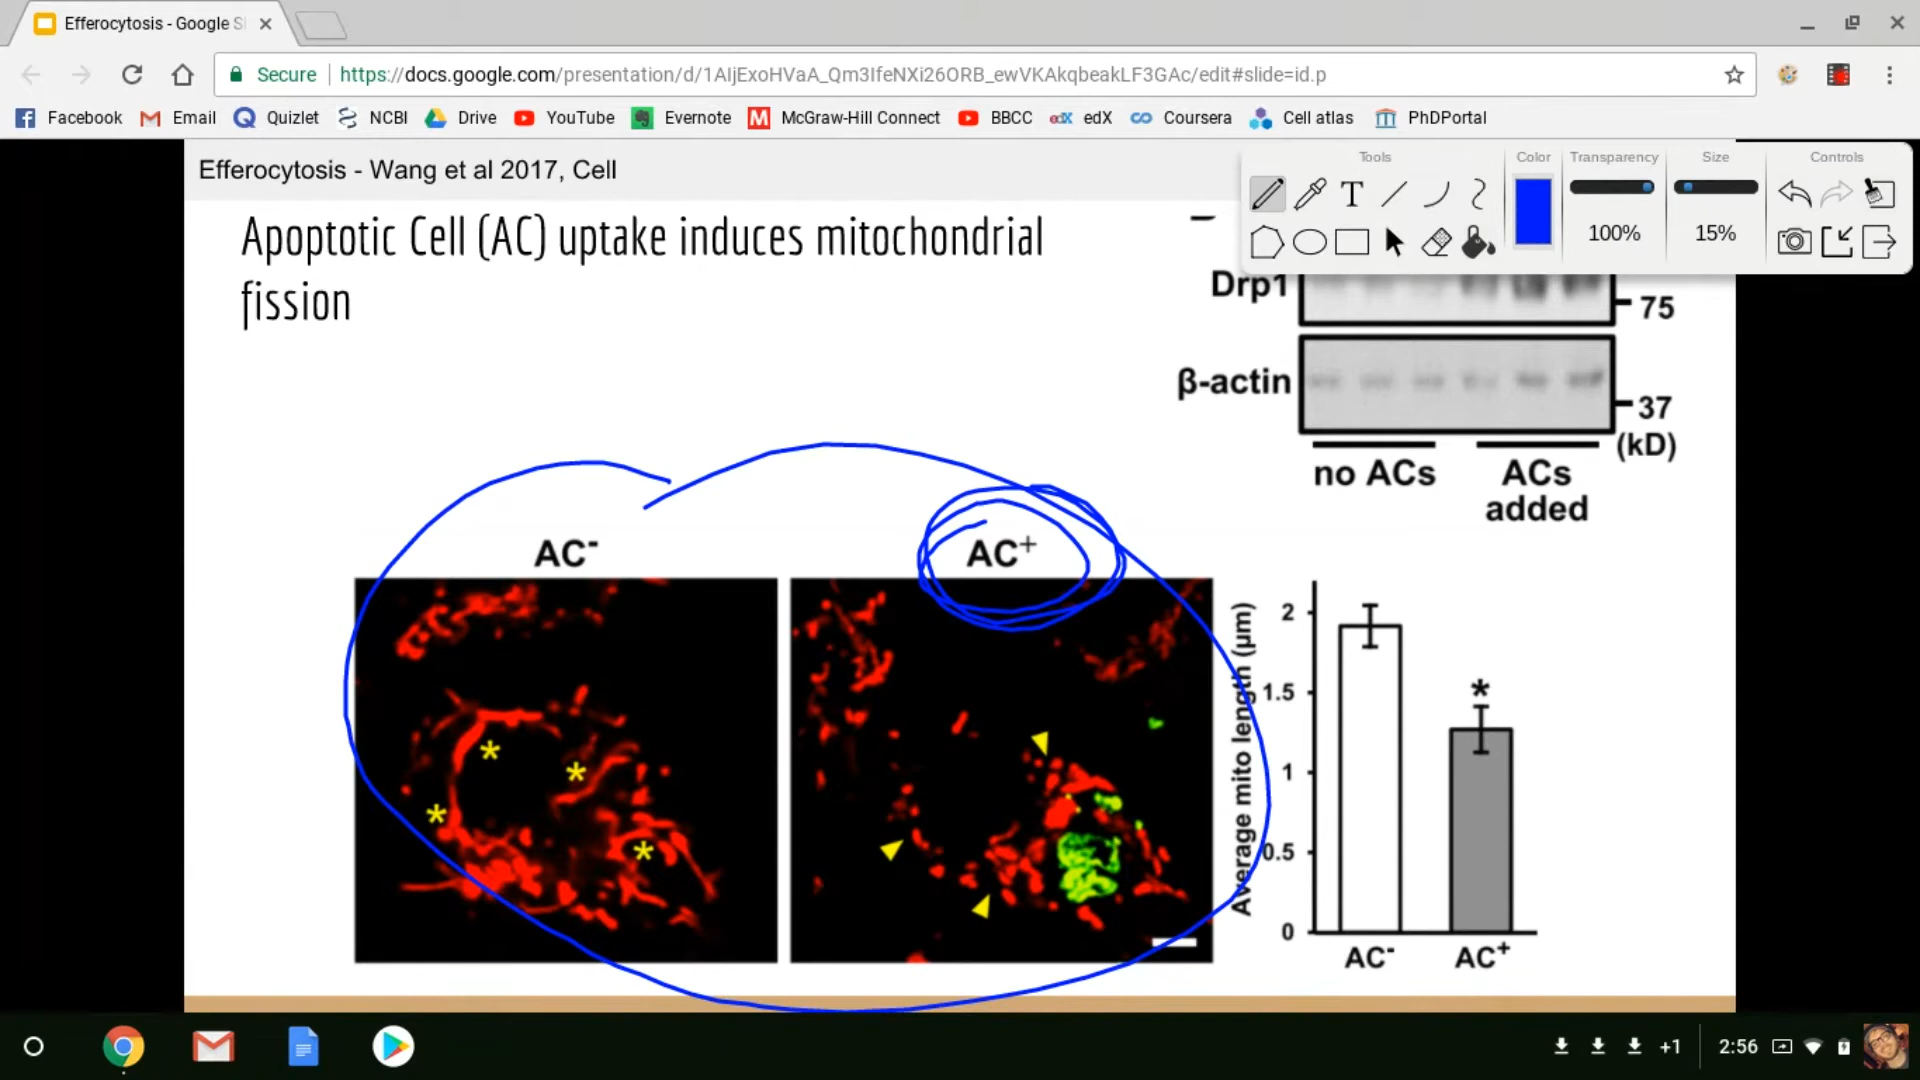 Efferocytosis - Google S
Secure
https://docs.google.com/presentation/d/1AIjExoHVaA_Qm3IfeNXi26ORB_ewVKAkqbeakLF3GAc/edit#slide=id.p
Facebook Email Quizlet NCBI Drive YouTube Evernote McGraw-Hill Connect BBCC edX Coursera Cell atlas PhDPortal
Efferocytosis - Wang et al 2017, Cell
Tools Color Transparency Size Controls
100% 15%
Apoptotic Cell (AC) uptake induces mitochondrial
fission
Drp1
75
β-actin
37
(kD)
no ACs
ACs
added
AC-
AC+
Average mito length (μm)
2
1.5
1
0.5
0
*
AC-
AC+
+1 2:56